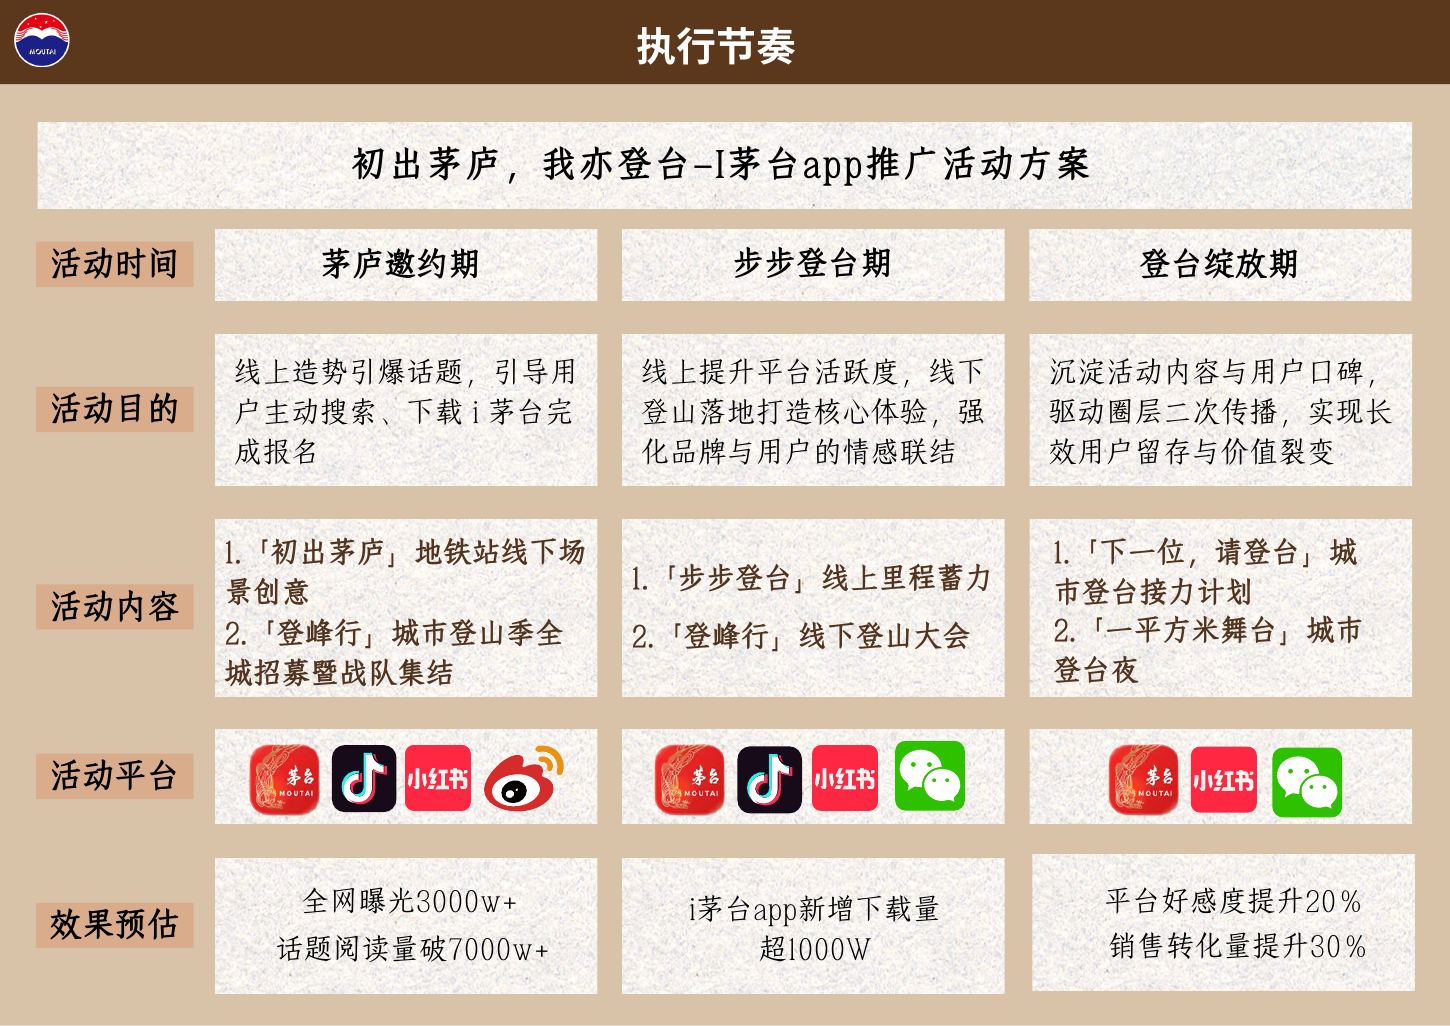 MOUTAI
执行节奏
初出茅庐，我亦登台-I茅台app推广活动方案
活动时间
茅庐邀约期
步步登台期
登台绽放期
活动目的
线上造势引爆话题，引导用
户主动搜索、下载 i 茅台完
成报名
线上提升平台活跃度，线下
登山落地打造核心体验，强
化品牌与用户的情感联结
沉淀活动内容与用户口碑，
驱动圈层二次传播，实现长
效用户留存与价值裂变
活动内容
1.「初出茅庐」地铁站线下场
景创意
2.「登峰行」城市登山季全
城招募暨战队集结
1.「步步登台」线上里程蓄力
2.「登峰行」线下登山大会
1.「下一位，请登台」城
市登台接力计划
2.「一平方米舞台」城市
登台夜
活动平台
茅台
MOUTAI
小红书
茅台
MOUTAI
小红书
茅台
MOUTAI
小红书
效果预估
全网曝光3000w+
话题阅读量破7000w+
i茅台app新增下载量
超1000W
平台好感度提升20%
销售转化量提升30%